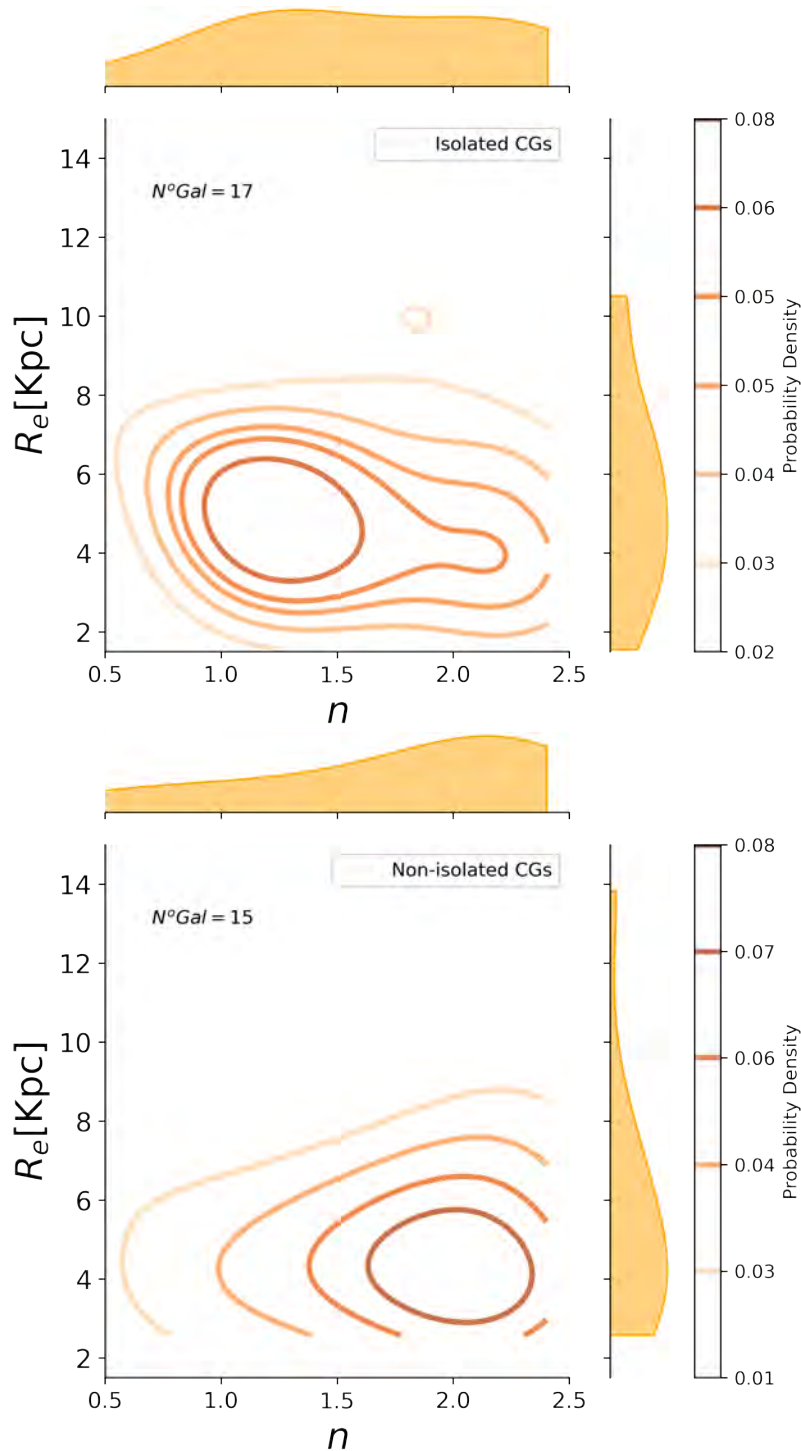 14
12
10
8
6
4
2
R_e[Kpc]
Isolated CGs
N^oGal = 17
0.5 1.0 1.5 2.0 2.5
n
0.08
0.06
0.05
0.05
0.04
0.03
0.02
Probability Density
14
12
10
8
6
4
2
R_e[Kpc]
Non-isolated CGs
N^oGal = 15
0.5 1.0 1.5 2.0 2.5
n
0.08
0.07
0.06
0.04
0.03
0.01
Probability Density